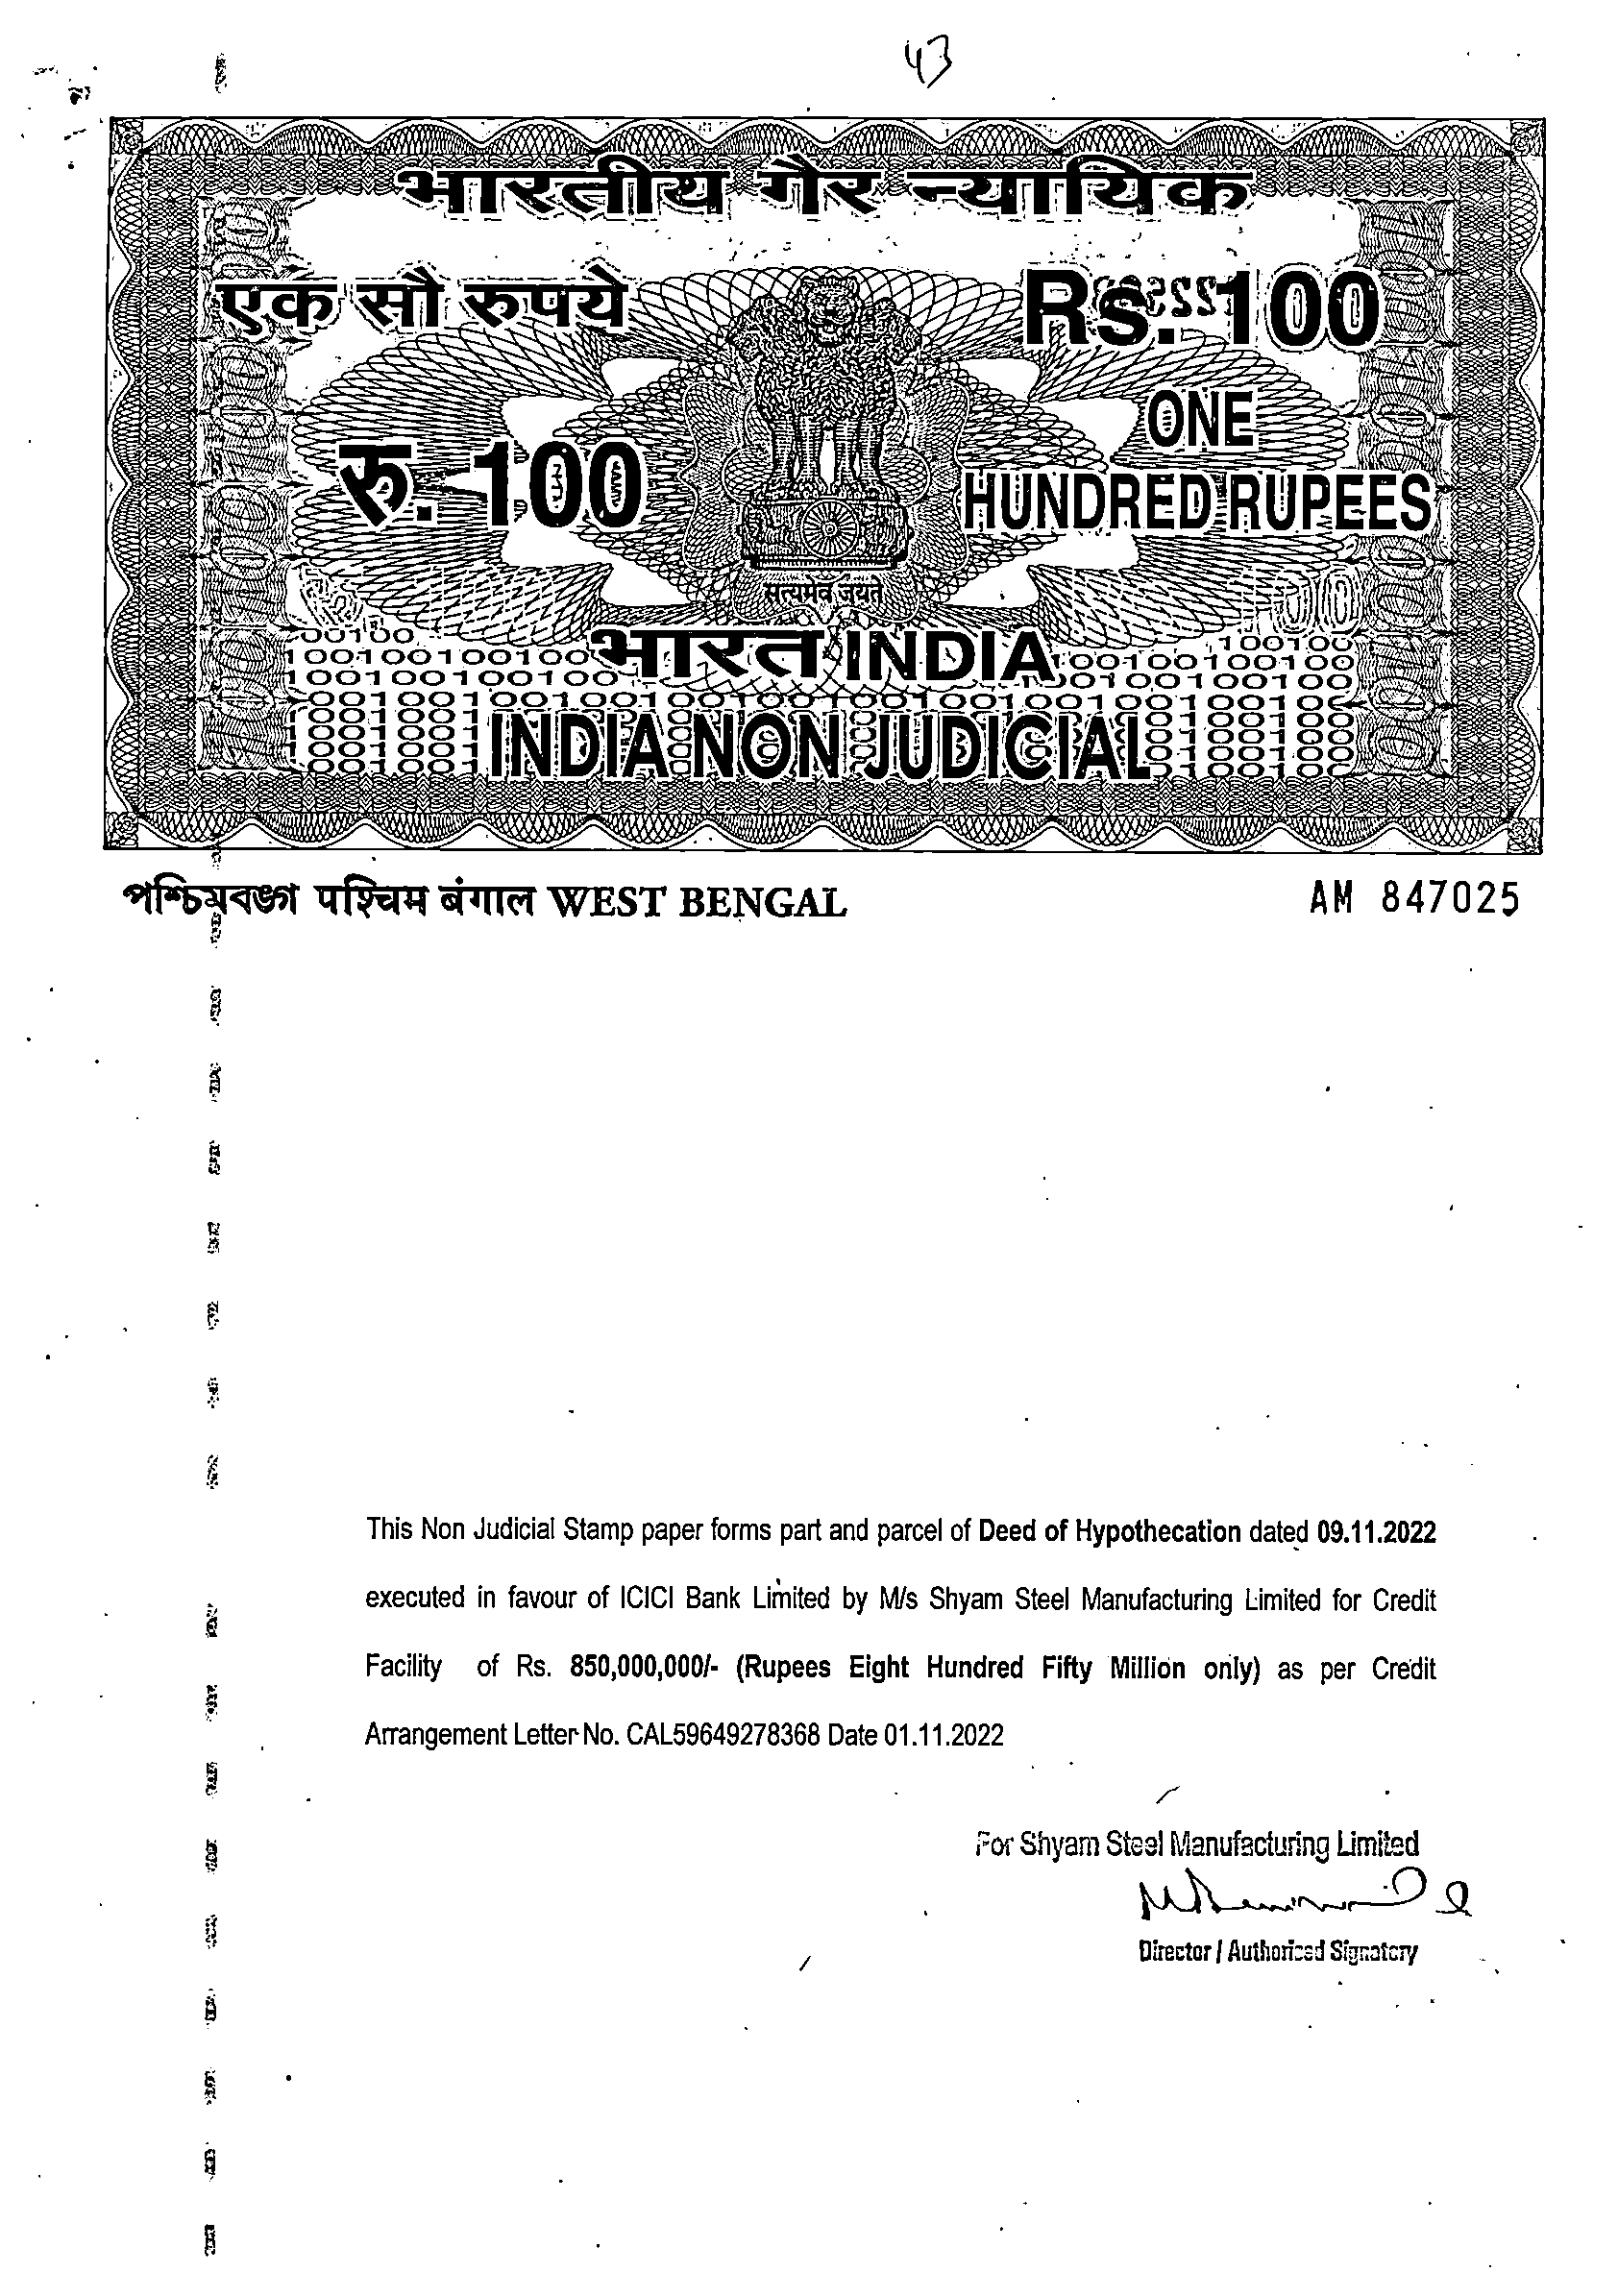 43
भारतीय गैर न्यायिक
एक सौ रुपये
Rs. 100
रु. 100
ONE
HUNDRED RUPEES
सत्यमेव जयते
भारत INDIA
INDIA NON JUDICIAL
পশ্চিমবঙ্গ पश्चिम बंगाल WEST BENGAL
AM 847025
This Non Judicial Stamp paper forms part and parcel of Deed of Hypothecation dated 09.11.2022
executed in favour of ICICI Bank Limited by M/s Shyam Steel Manufacturing Limited for Credit
Facility of Rs. 850,000,000/- (Rupees Eight Hundred Fifty Million only) as per Credit
Arrangement Letter No. CAL59649278368 Date 01.11.2022
For Shyam Steel Manufacturing Limited
Director / Authorised Signatory